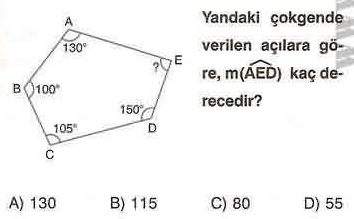 A
130°
E
?
B
100°
150°
D
105°
C
Yandaki çokgende
verilen açılara gö-
re, m(AED) kaç de-
recedir?
A) 130 B) 115 C) 80 D) 55